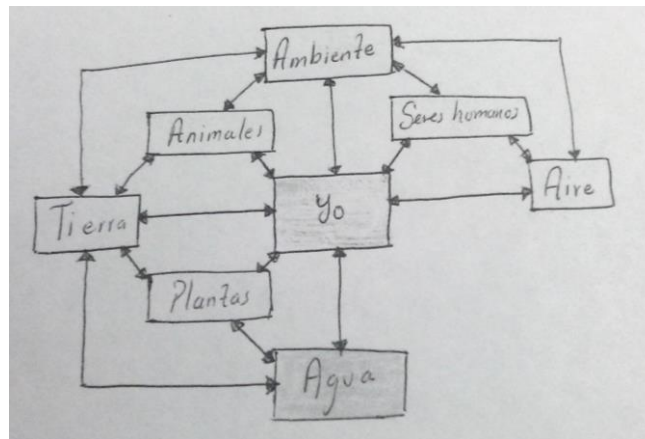 Ambiente
Animales
Seres humanos
Yo
Aire
Tierra
Plantas
Agua